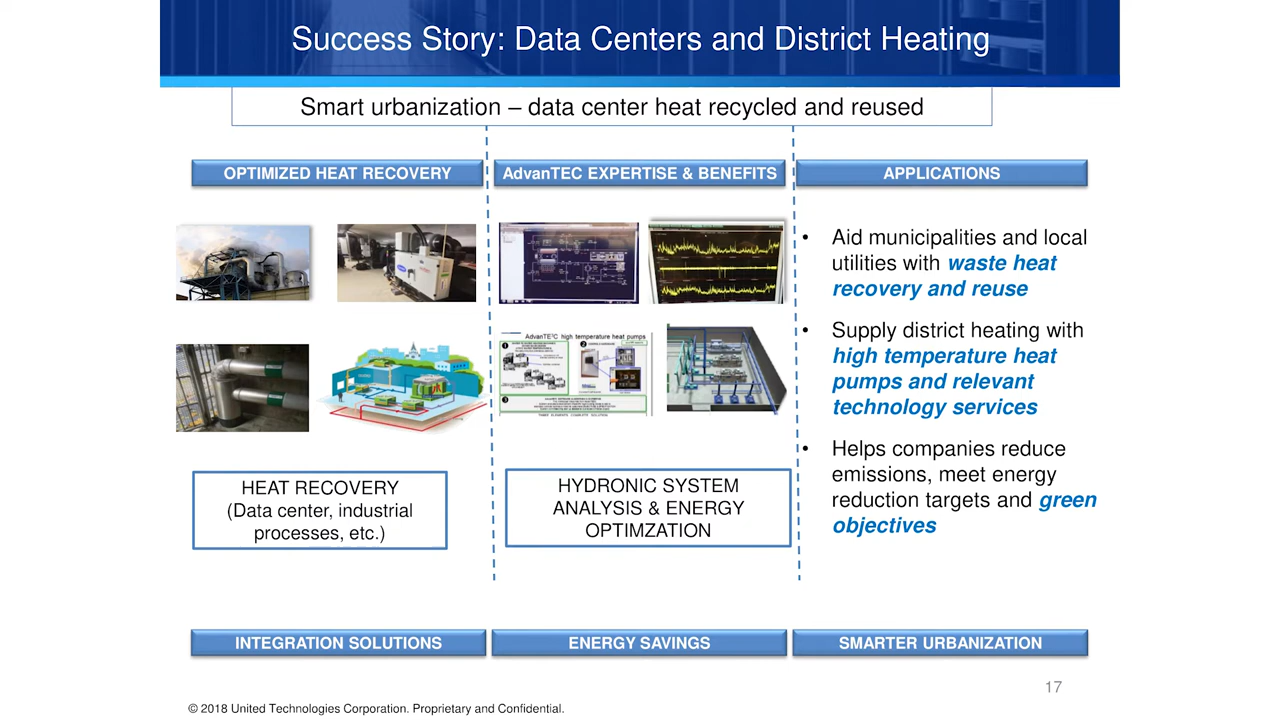 Success Story: Data Centers and District Heating
Smart urbanization – data center heat recycled and reused
OPTIMIZED HEAT RECOVERY
AdvanTEC EXPERTISE & BENEFITS
APPLICATIONS
AdvanTE³C high temperature heat pumps
HEAT RECOVERY
(Data center, industrial
processes, etc.)
HYDRONIC SYSTEM
ANALYSIS & ENERGY
OPTIMZATION
• Aid municipalities and local
utilities with waste heat
recovery and reuse
• Supply district heating with
high temperature heat
pumps and relevant
technology services
• Helps companies reduce
emissions, meet energy
reduction targets and green
objectives
INTEGRATION SOLUTIONS
ENERGY SAVINGS
SMARTER URBANIZATION
17
© 2018 United Technologies Corporation. Proprietary and Confidential.